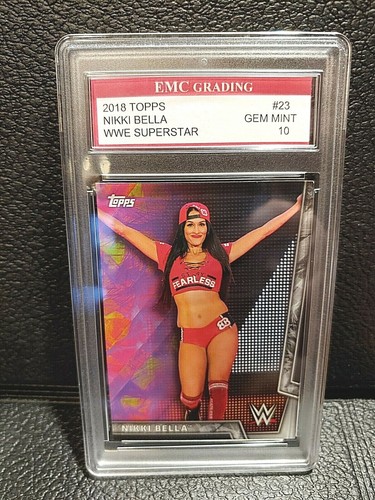 EMC GRADING
2018 TOPPS #23
NIKKI BELLA GEM MINT
WWE SUPERSTAR 10
TOPPS
FEARLESS
W
NIKKI BELLA